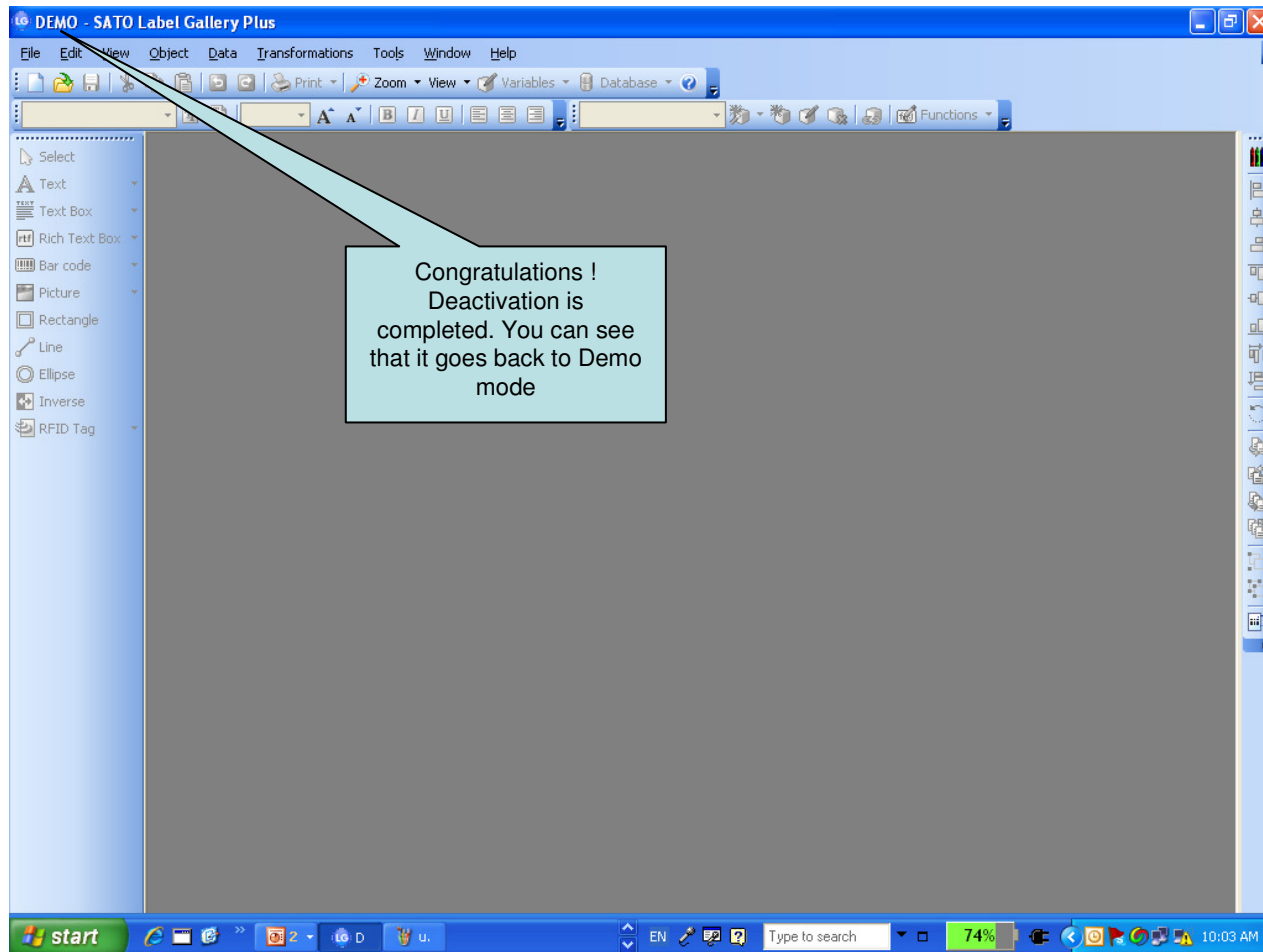 DEMO - SATO Label Gallery Plus
File Edit View Object Data Transformations Tools Window Help
Print Zoom View Variables Database
A A B I U Functions
Select
Text
Text Box
rtf Rich Text Box
Bar code
Picture
Rectangle
Line
Ellipse
Inverse
RFID Tag
Congratulations !
Deactivation is
completed. You can see
that it goes back to Demo
mode
start 2 LG D u. EN Type to search 74% 10:03 AM